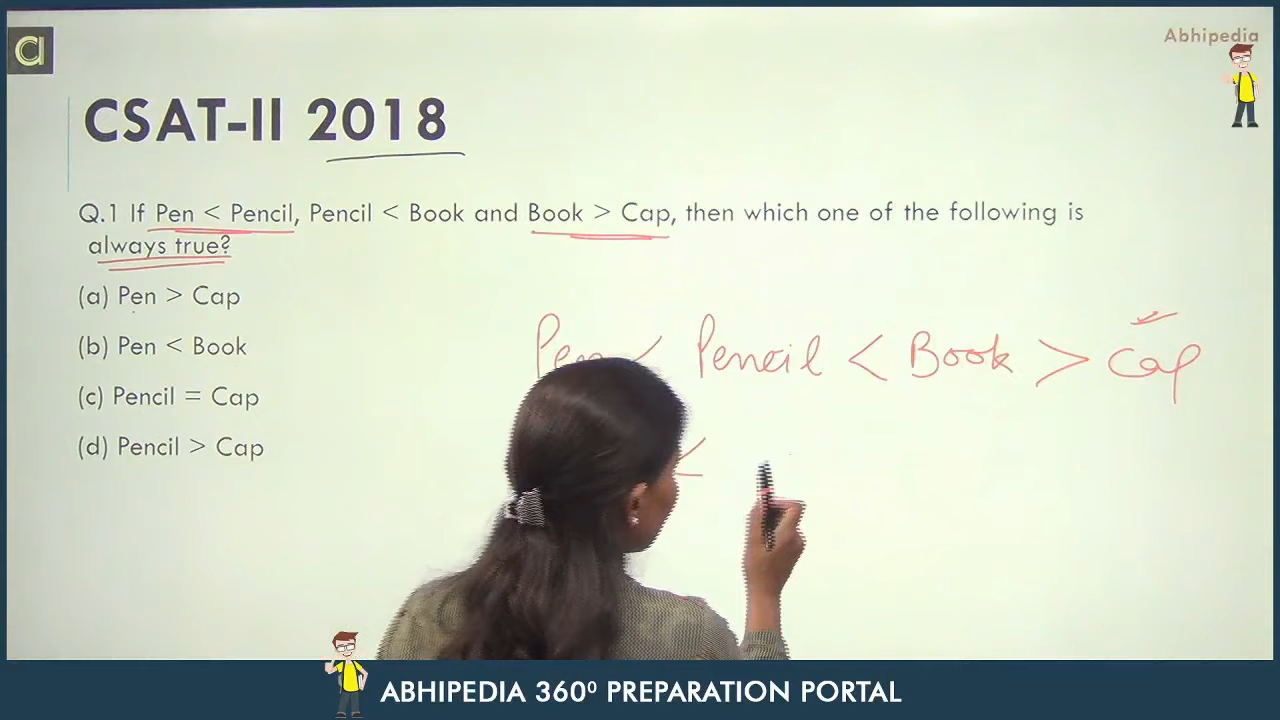 Abhipedia
CSAT-II 2018
Q.1 If Pen < Pencil, Pencil < Book and Book > Cap, then which one of the following is
always true?
(a) Pen > Cap
(b) Pen < Book
(c) Pencil = Cap
(d) Pencil > Cap
Pen < Pencil < Book > Cap
<
ABHIPEDIA 360⁰ PREPARATION PORTAL